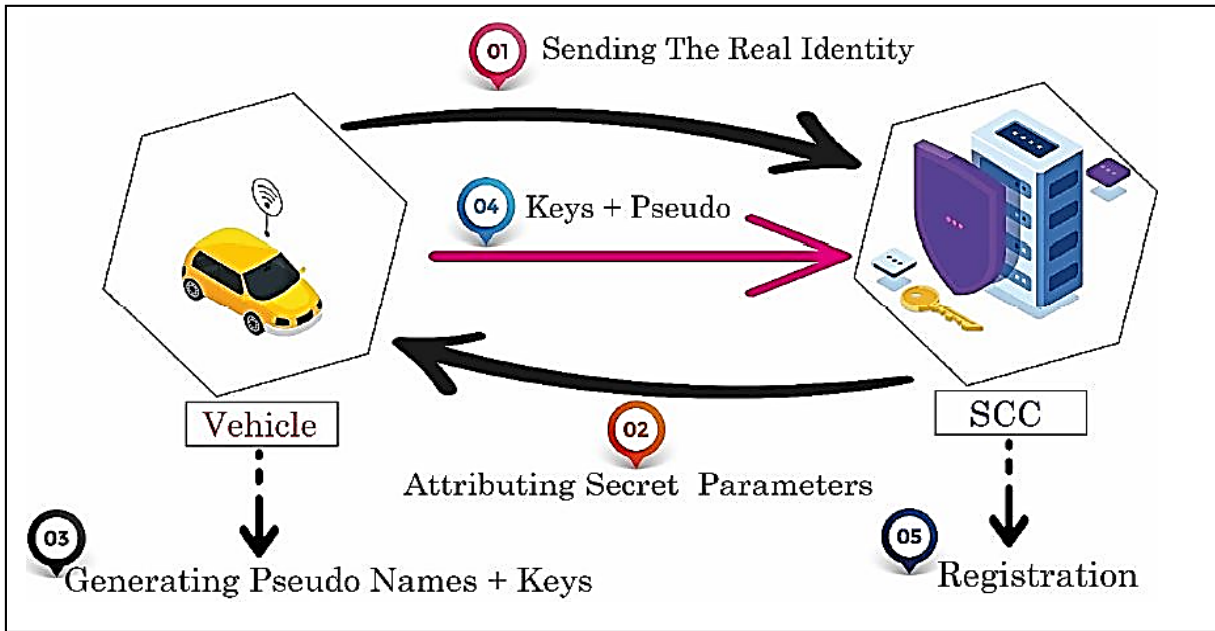 01 Sending The Real Identity
04 Keys + Pseudo
Vehicle
SCC
02
Attributing Secret Parameters
03
Generating Pseudo Names + Keys
05
Registration